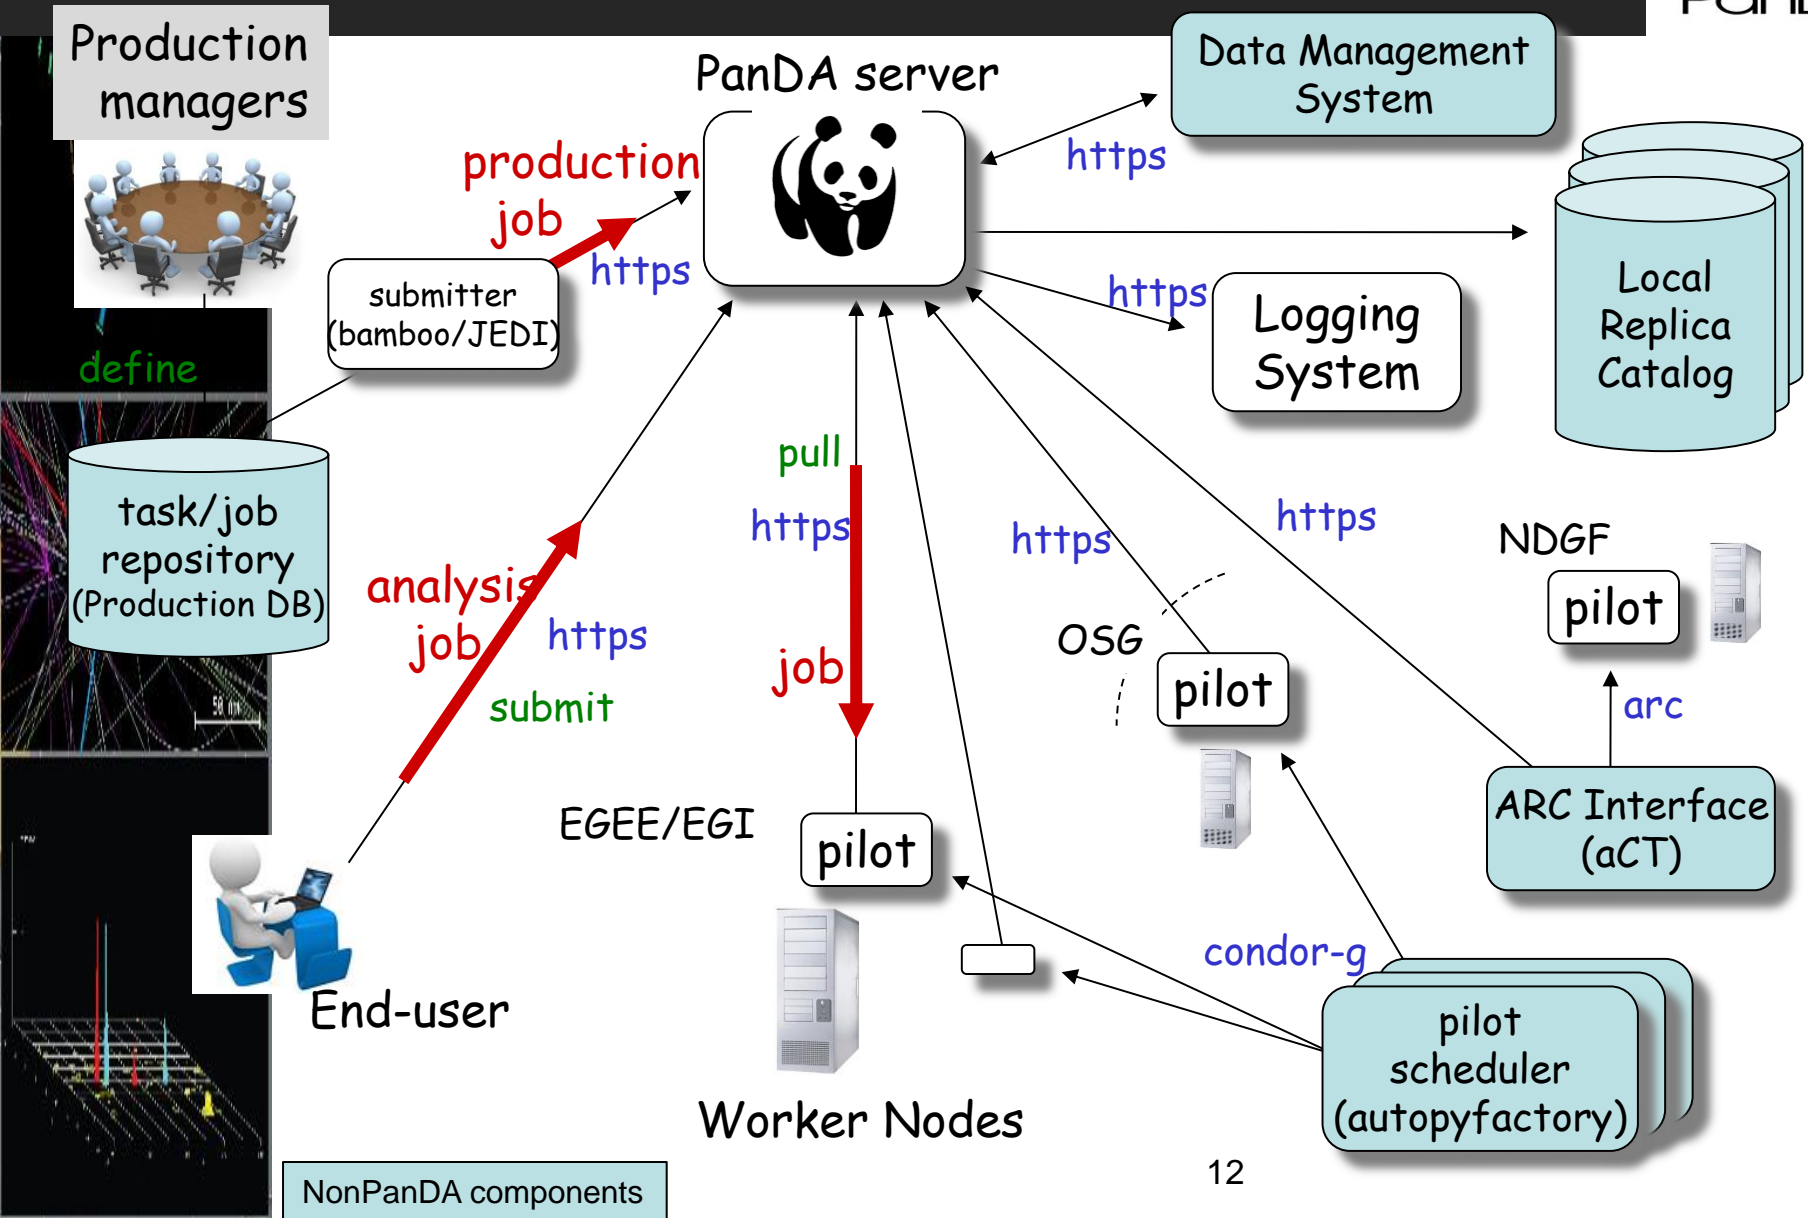 Production
managers
PanDA server
Data Management
System
https
production
job
https
submitter
(bamboo/JEDI)
define
https
Logging
System
Local
Replica
Catalog
task/job
repository
(Production DB)
pull
https
https
https
NDGF
pilot
analysis
job
https
submit
job
OSG
pilot
arc
50 nm
EGEE/EGI
pilot
ARC Interface
(aCT)
condor-g
End-user
pilot
scheduler
(autopyfactory)
Worker Nodes
12
NonPanDA components